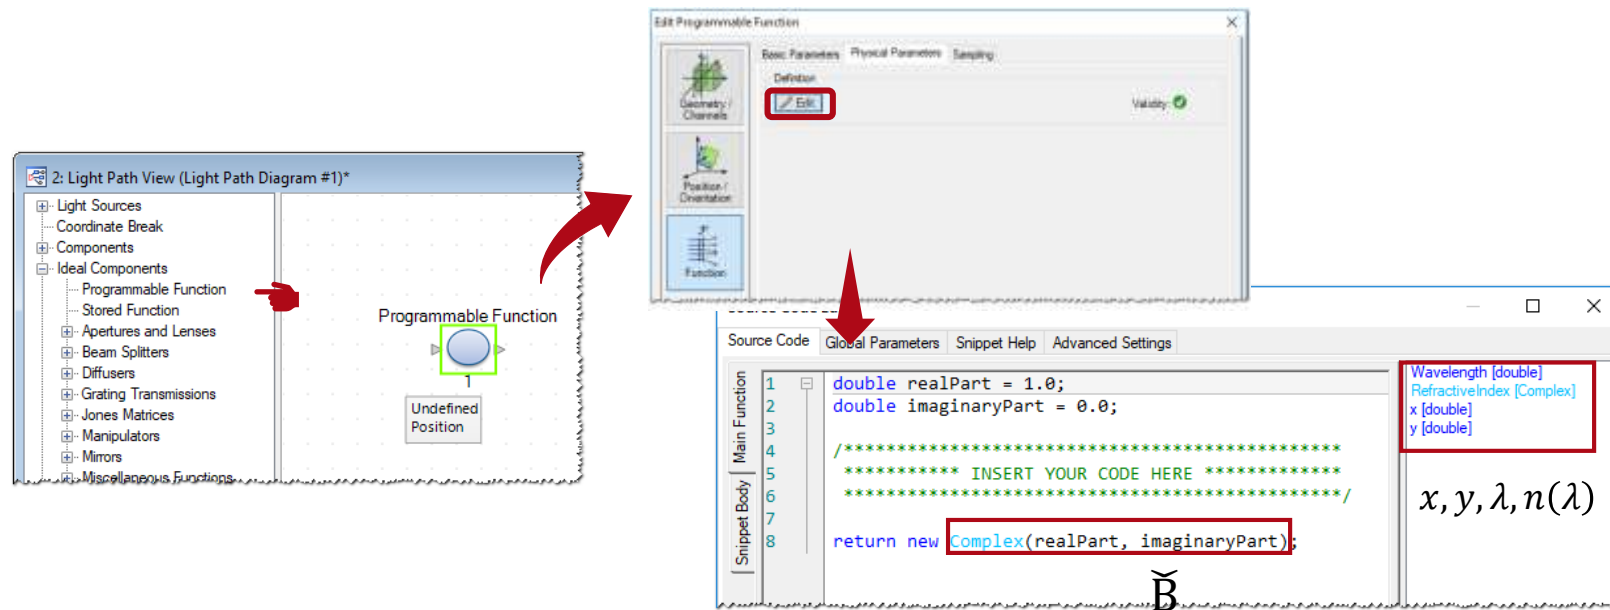 Edit Programmable Function
Basic Parameters Physical Parameters Sampling
Definition
Edit
Validity:
Geometry /
Channels
Position /
Orientation
Function
2: Light Path View (Light Path Diagram #1)*
Light Sources
Coordinate Break
Components
Ideal Components
Programmable Function
Stored Function
Apertures and Lenses
Beam Splitters
Diffusers
Grating Transmissions
Jones Matrices
Manipulators
Mirrors
Miscellaneous Functions
Programmable Function
1
Undefined
Position
Source Code Global Parameters Snippet Help Advanced Settings
Main Function
Snippet Body
1 double realPart = 1.0;
2 double imaginaryPart = 0.0;
3
4 /***********************************************
5 *********** INSERT YOUR CODE HERE *************
6 ***********************************************/
7
8 return new Complex(realPart, imaginaryPart);
Wavelength [double]
RefractiveIndex [Complex]
x [double]
y [double]
x, y, λ, n(λ)
B̌